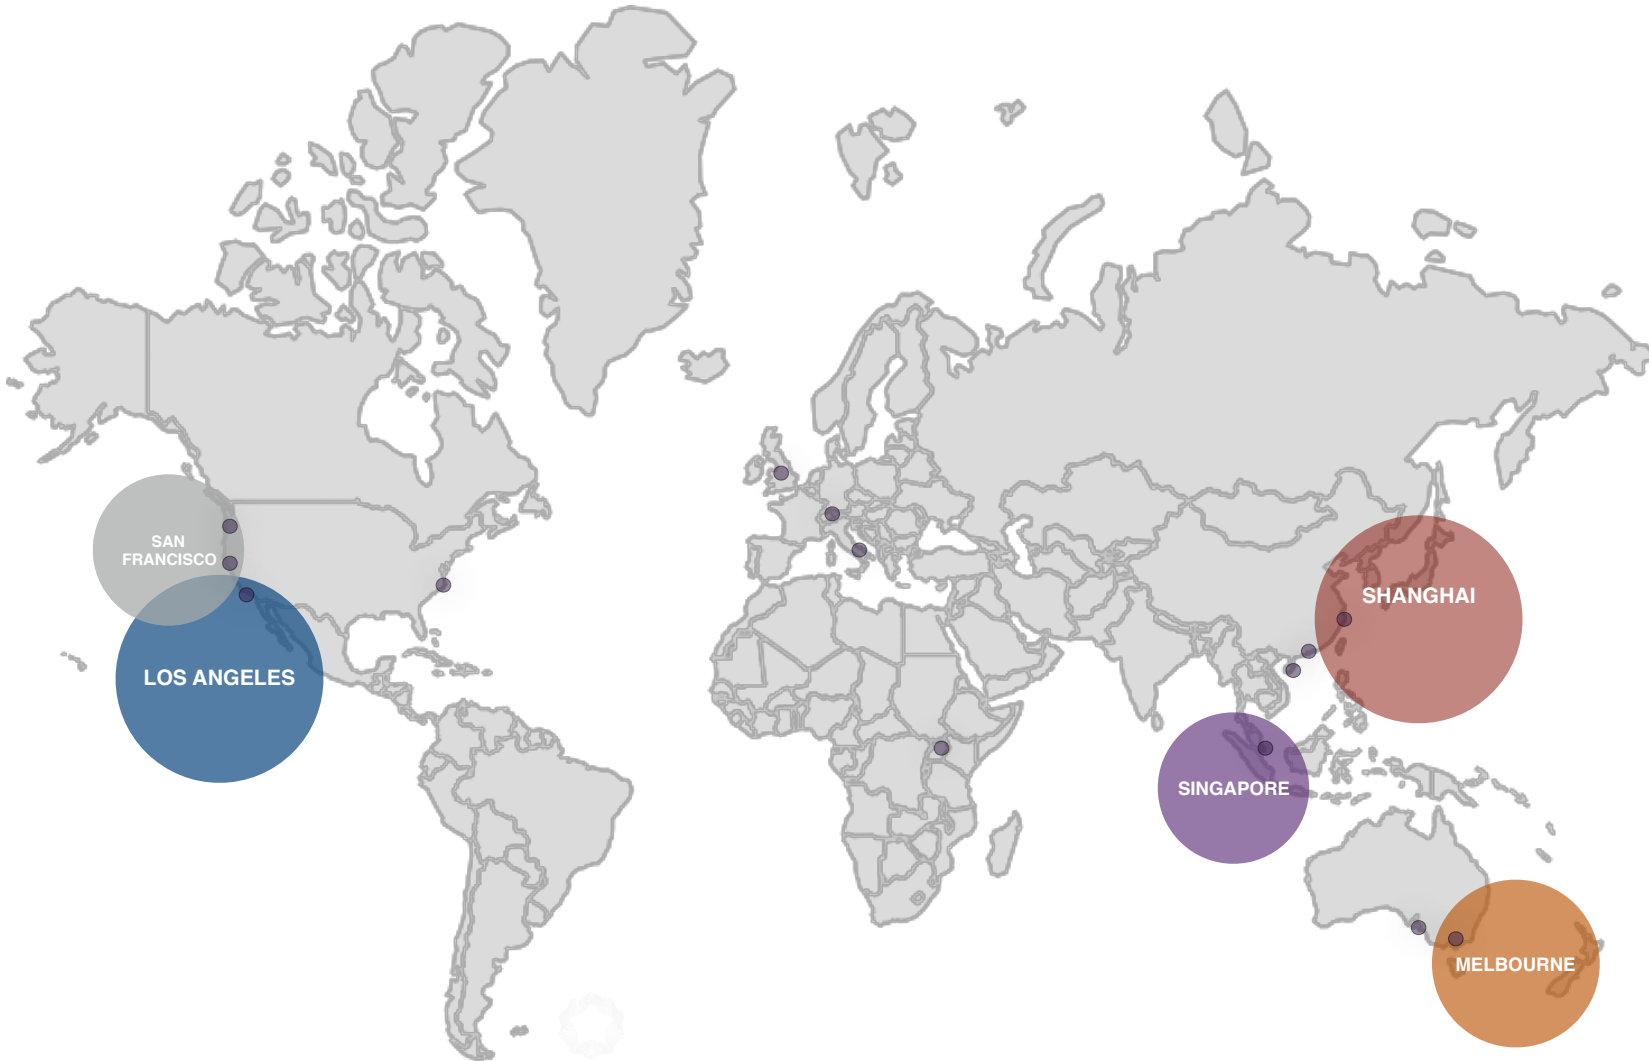 SAN
FRANCISCO
LOS ANGELES
SHANGHAI
SINGAPORE
MELBOURNE